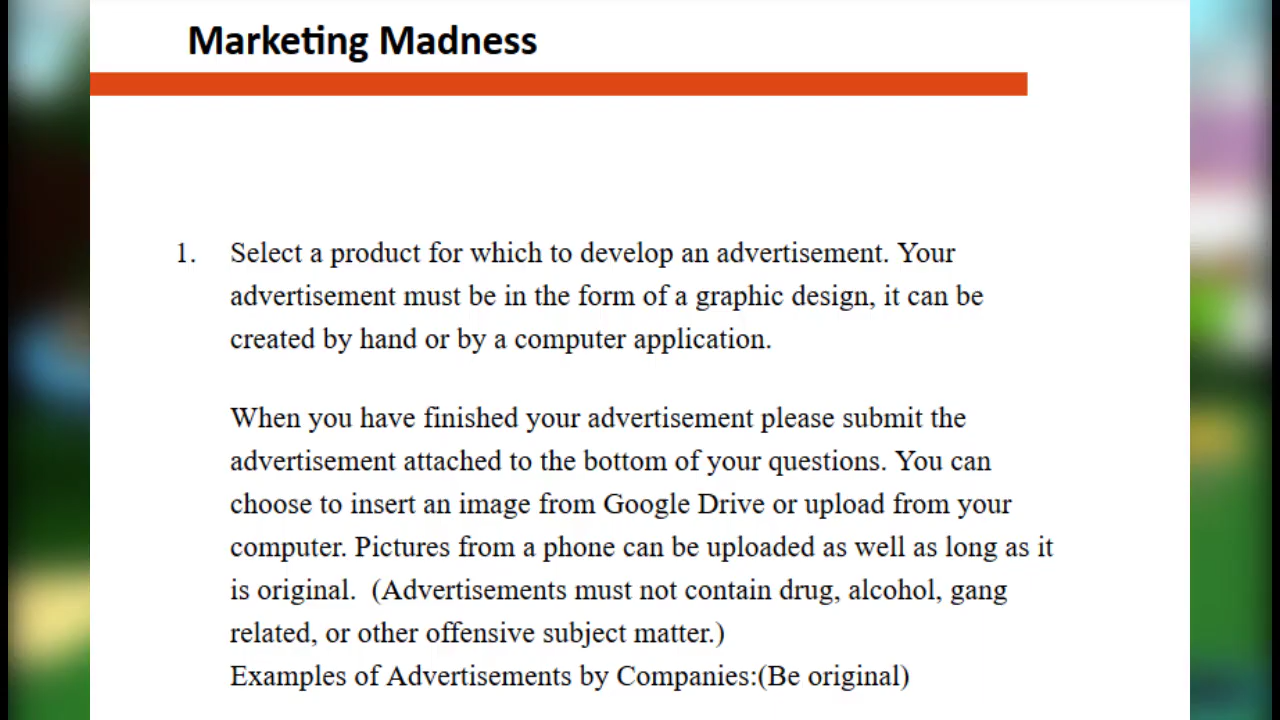 Marketing Madness
1. Select a product for which to develop an advertisement. Your
advertisement must be in the form of a graphic design, it can be
created by hand or by a computer application.
When you have finished your advertisement please submit the
advertisement attached to the bottom of your questions. You can
choose to insert an image from Google Drive or upload from your
computer. Pictures from a phone can be uploaded as well as long as it
is original.  (Advertisements must not contain drug, alcohol, gang
related, or other offensive subject matter.)
Examples of Advertisements by Companies:(Be original)